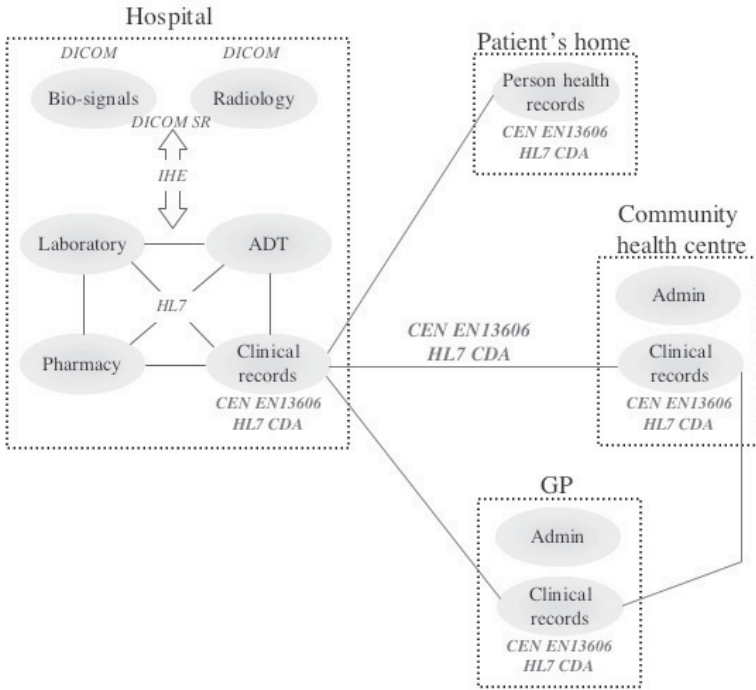 Hospital
DICOM
DICOM
Bio-signals
Radiology
DICOM SR
IHE
Laboratory
ADT
HL7
Pharmacy
Clinical
records
CEN EN13606
HL7 CDA
Patient's home
Person health
records
CEN EN13606
HL7 CDA
CEN EN13606
HL7 CDA
Community
health centre
Admin
Clinical
records
CEN EN13606
HL7 CDA
GP
Admin
Clinical
records
CEN EN13606
HL7 CDA